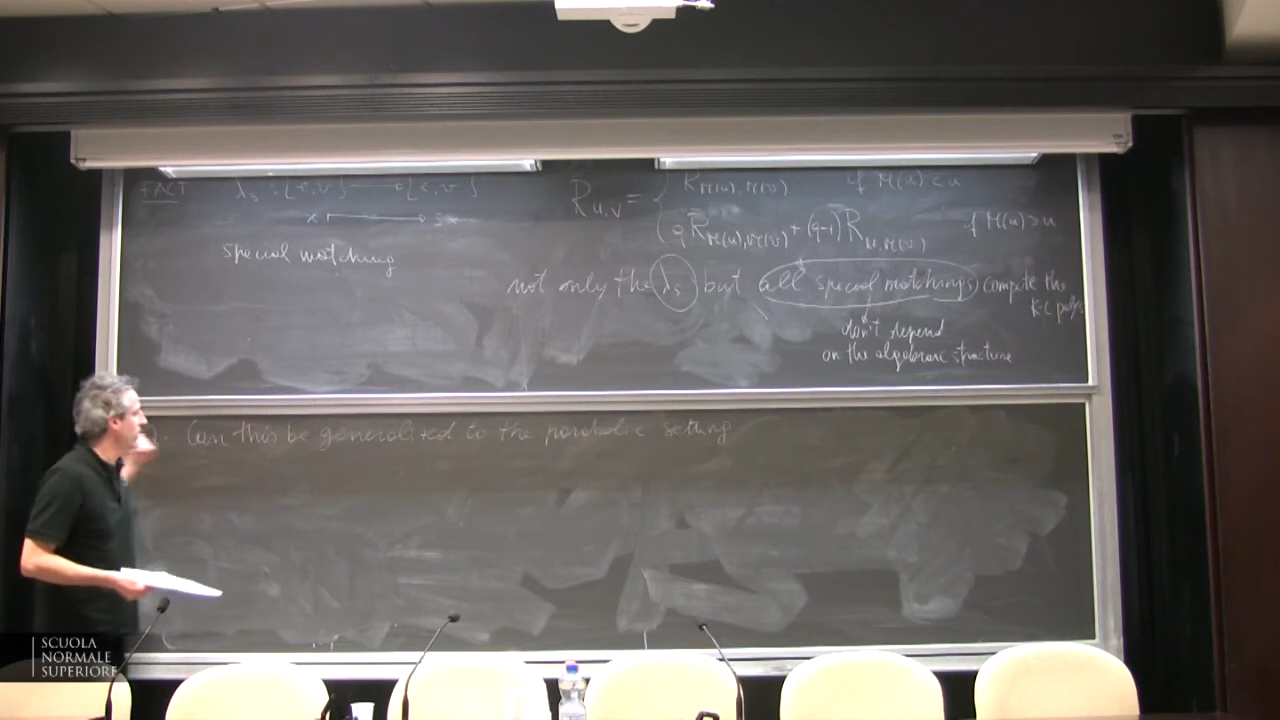 FACT λ_s : [e,v] → [e,v]
x ↦ sx
special matching
R_{u,v} = { R_{M(u),M(v)} if M(u)<u
q R_{M(u),M(v)} + (q-1) R_{u,M(v)} if M(u)>u
not only the λ_s but all special matchings compute the
K-L polys
don't depend
on the algebraic structure
Can this be generalized to the parabolic setting
SCUOLA
NORMALE
SUPERIORE